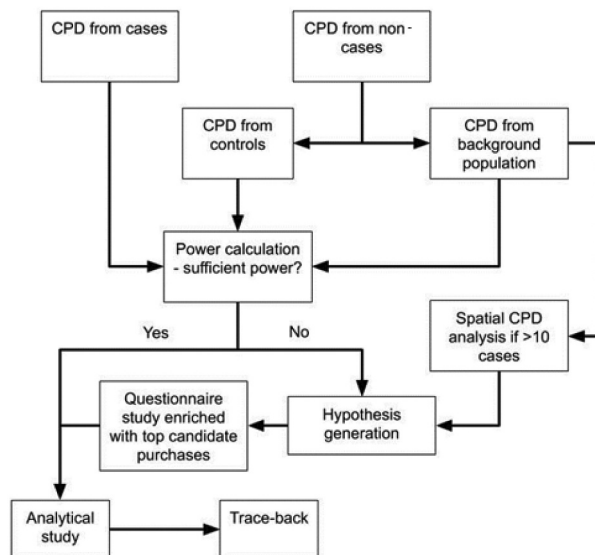 CPD from cases
CPD from non-
cases
CPD from
controls
CPD from
background
population
Power calculation
- sufficient power?
Yes
No
Spatial CPD
analysis if >10
cases
Questionnaire
study enriched
with top candidate
purchases
Hypothesis
generation
Analytical
study
Trace-back